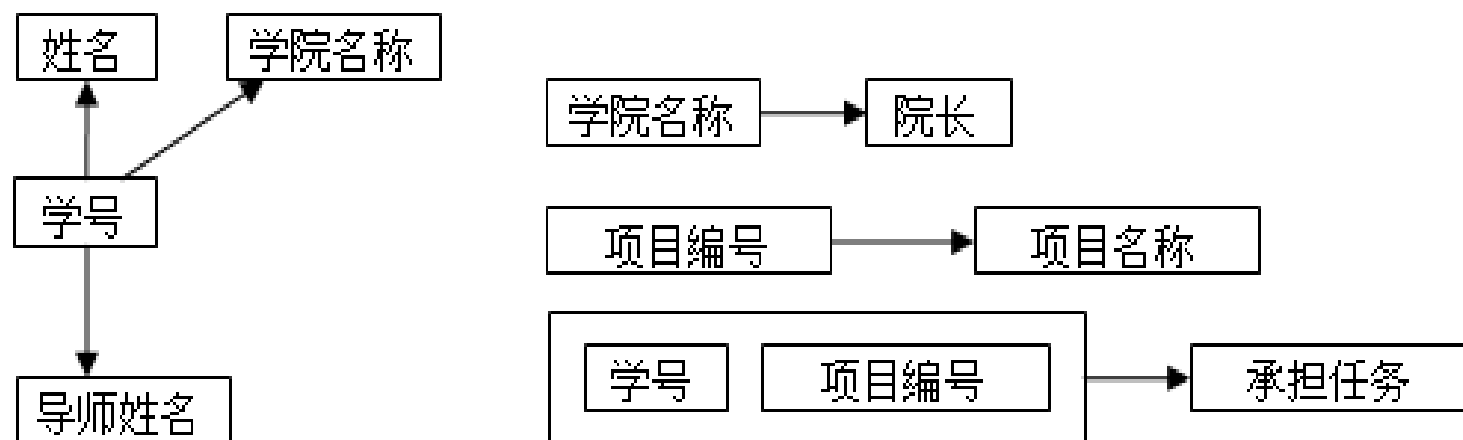 姓名
学院名称
学号
导师姓名
学院名称
院长
项目编号
项目名称
学号
项目编号
承担任务